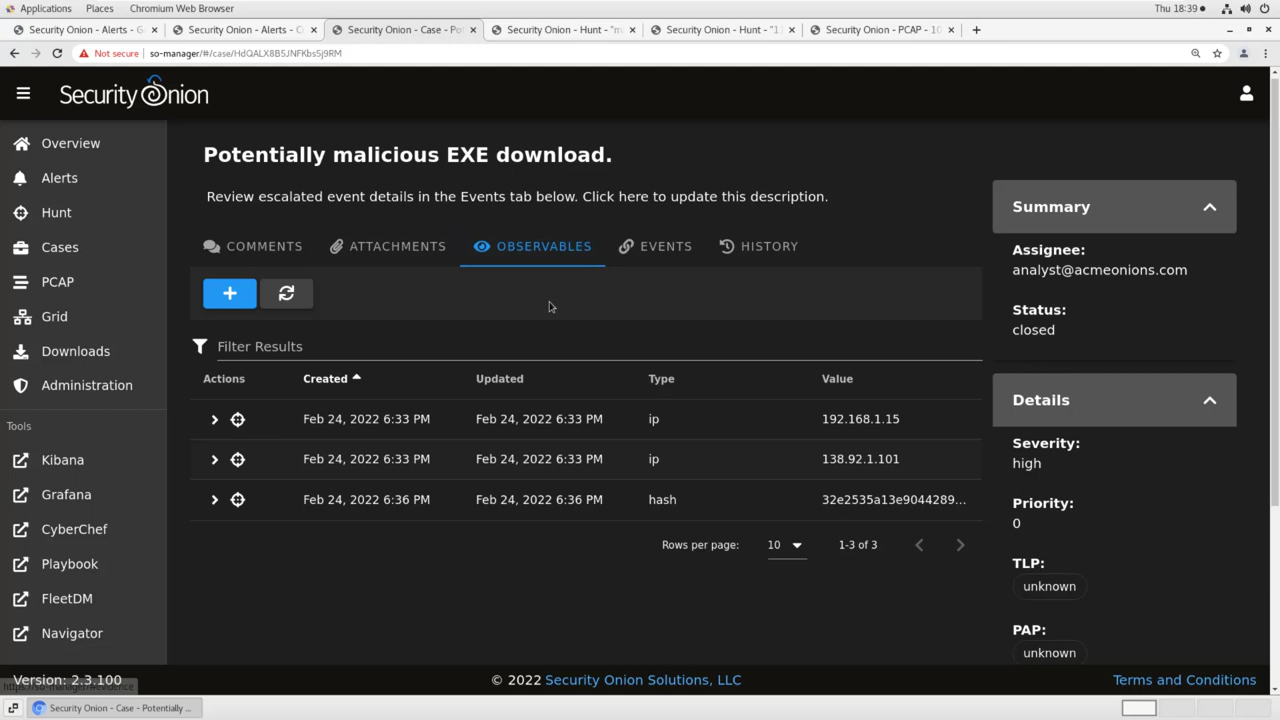 Applications Places Chromium Web Browser Thu 18:39
Security Onion - Alerts - G Security Onion - Alerts - C Security Onion - Case - Po Security Onion - Hunt - "m Security Onion - Hunt - "1 Security Onion - PCAP - 10
Not secure so-manager/#/case/HdQALX8B5JNFKbs5j9RM
Security Onion
Overview
Alerts
Hunt
Cases
PCAP
Grid
Downloads
Administration
Tools
Kibana
Grafana
CyberChef
Playbook
FleetDM
Navigator
Potentially malicious EXE download.
Review escalated event details in the Events tab below. Click here to update this description.
COMMENTS ATTACHMENTS OBSERVABLES EVENTS HISTORY
+
Filter Results
Actions Created Updated Type Value
Feb 24, 2022 6:33 PM Feb 24, 2022 6:33 PM ip 192.168.1.15
Feb 24, 2022 6:33 PM Feb 24, 2022 6:33 PM ip 138.92.1.101
Feb 24, 2022 6:36 PM Feb 24, 2022 6:36 PM hash 32e2535a13e9044289...
Rows per page: 10 1-3 of 3
Summary
Assignee:
analyst@acmeonions.com
Status:
closed
Details
Severity:
high
Priority:
0
TLP:
unknown
PAP:
unknown
Version: 2.3.100 © 2022 Security Onion Solutions, LLC Terms and Conditions
https://so-manager/#evidence
Security Onion - Case - Potentially ...